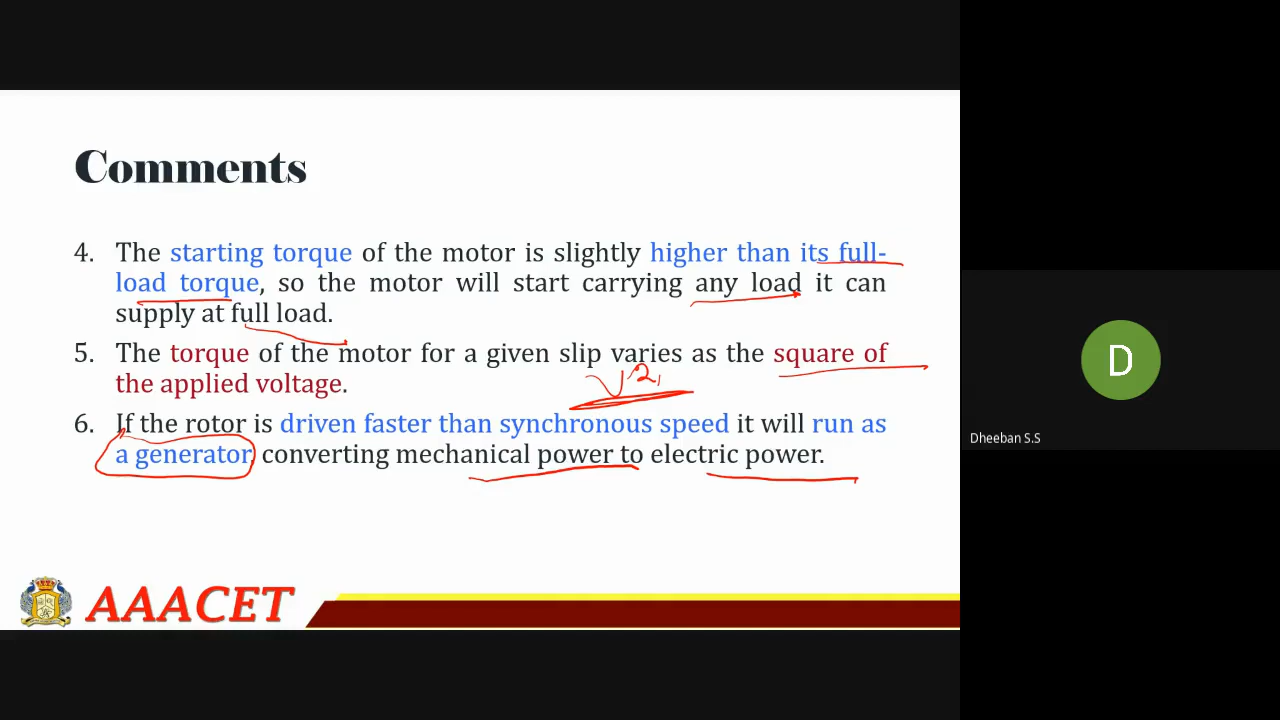 Comments
4. The starting torque of the motor is slightly higher than its full-
load torque, so the motor will start carrying any load it can
supply at full load.
5. The torque of the motor for a given slip varies as the square of
the applied voltage.
V²
6. If the rotor is driven faster than synchronous speed it will run as
a generator, converting mechanical power to electric power.
AAACET
D
Dheeban S.S